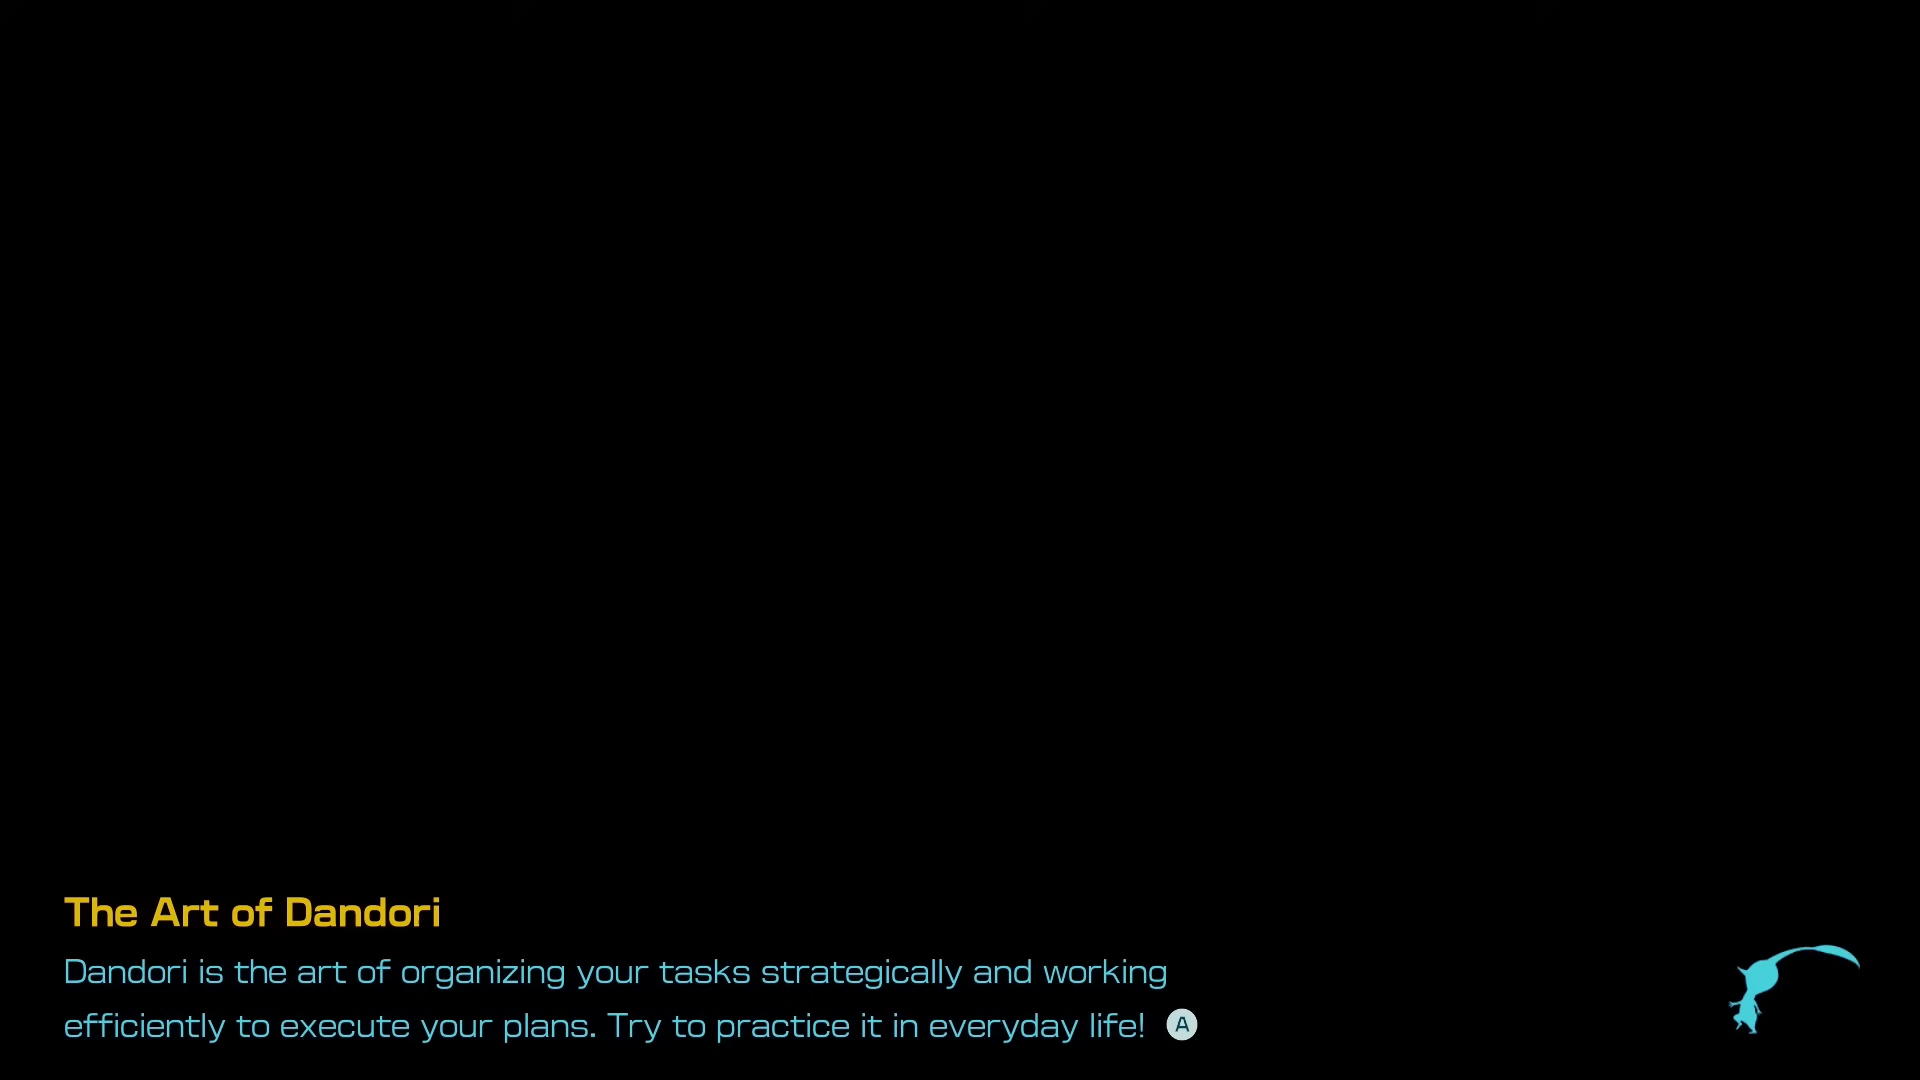 The Art of Dandori
Dandori is the art of organizing your tasks strategically and working
efficiently to execute your plans. Try to practice it in everyday life! A